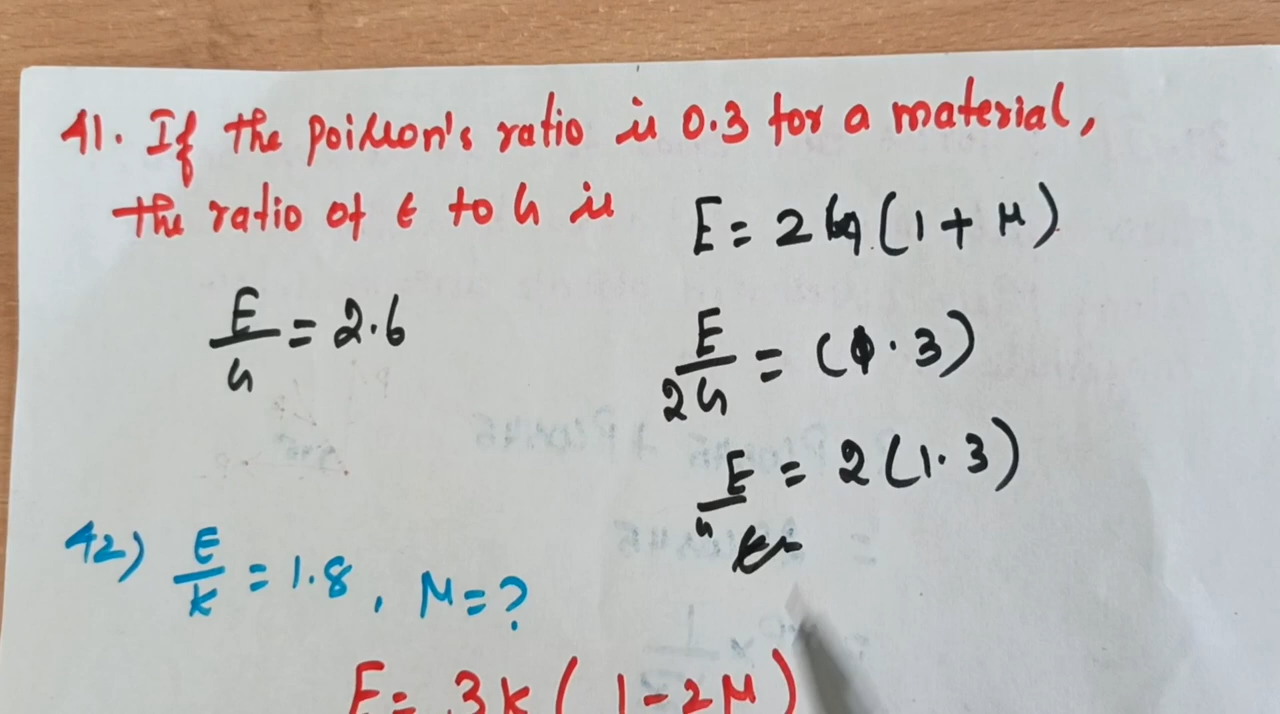 41. If the poisson's ratio is 0.3 for a material,
the ratio of E to G is
E = 2G(1 + μ)
E/G = 2.6
E/2G = (1.3)
E/G = 2(1.3)
42) E/K = 1.8, μ = ?
E = 3K(1 - 2μ)